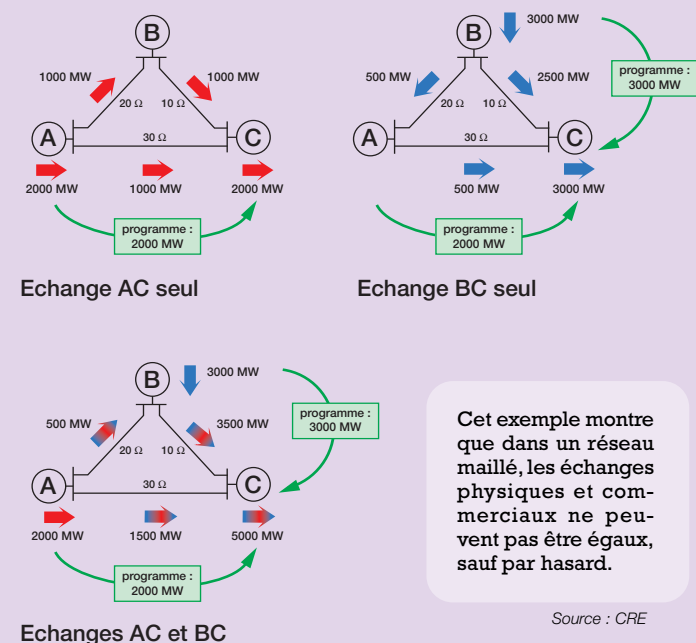 B
1000 MW
1000 MW
20 Ω
10 Ω
A
30 Ω
C
2000 MW
1000 MW
2000 MW
programme :
2000 MW
Echange AC seul
B
3000 MW
programme :
3000 MW
500 MW
2500 MW
20 Ω
10 Ω
A
30 Ω
C
500 MW
3000 MW
programme :
2000 MW
Echange BC seul
B
3000 MW
programme :
3000 MW
500 MW
3500 MW
20 Ω
10 Ω
A
30 Ω
C
2000 MW
1500 MW
5000 MW
programme :
2000 MW
Echanges AC et BC
Cet exemple montre
que dans un réseau
maillé, les échanges
physiques et com-
merciaux ne peu-
vent pas être égaux,
sauf par hasard.
Source : CRE